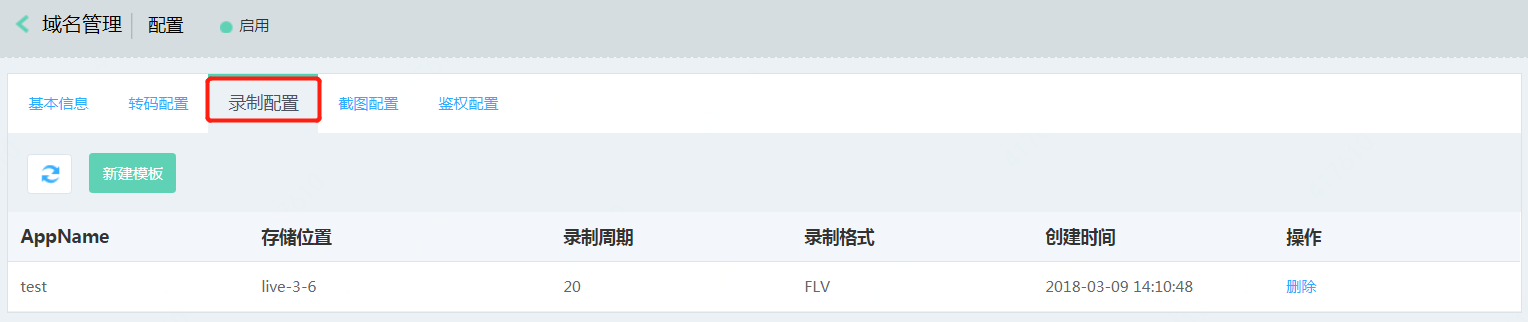 域名管理 配置 启用
基本信息 转码配置 录制配置 截图配置 鉴权配置
新建模板
AppName 存储位置 录制周期 录制格式 创建时间 操作
test live-3-6 20 FLV 2018-03-09 14:10:48 删除